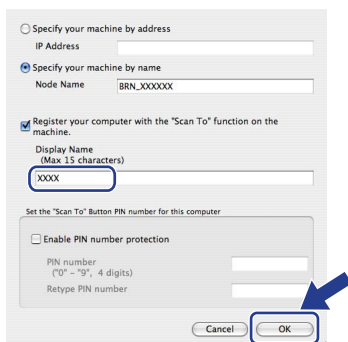 Specify your machine by address
IP Address
Specify your machine by name
Node Name BRN_XXXXXX
Register your computer with the "Scan To" function on the
machine.
Display Name
(Max 15 characters)
XXXX
Set the "Scan To" Button PIN number for this computer
Enable PIN number protection
PIN number
("0" - "9", 4 digits)
Retype PIN number
Cancel OK